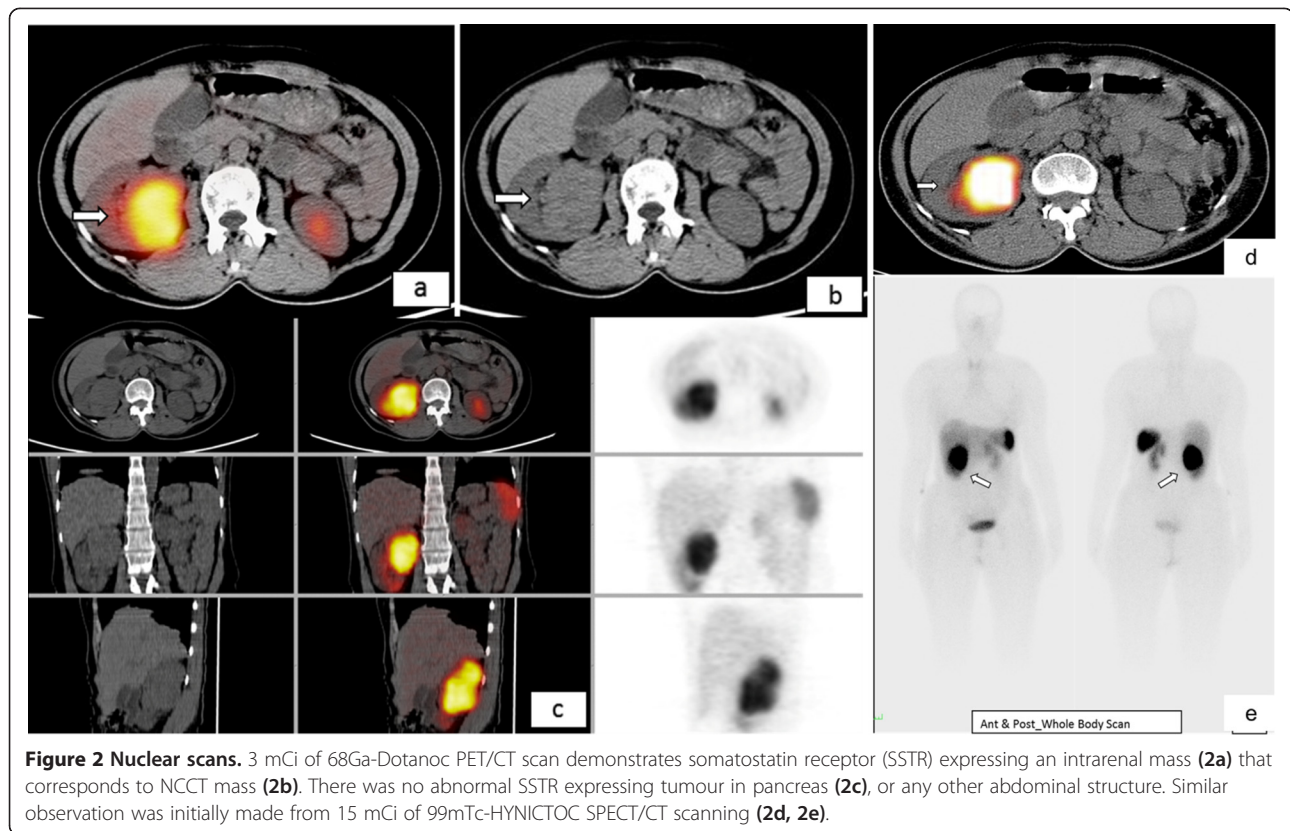 a
b
d
c
Ant & Post_Whole Body Scan
e
Figure 2 Nuclear scans. 3 mCi of 68Ga-Dotanoc PET/CT scan demonstrates somatostatin receptor (SSTR) expressing an intrarenal mass (2a) that
corresponds to NCCT mass (2b). There was no abnormal SSTR expressing tumour in pancreas (2c), or any other abdominal structure. Similar
observation was initially made from 15 mCi of 99mTc-HYNICTOC SPECT/CT scanning (2d, 2e).